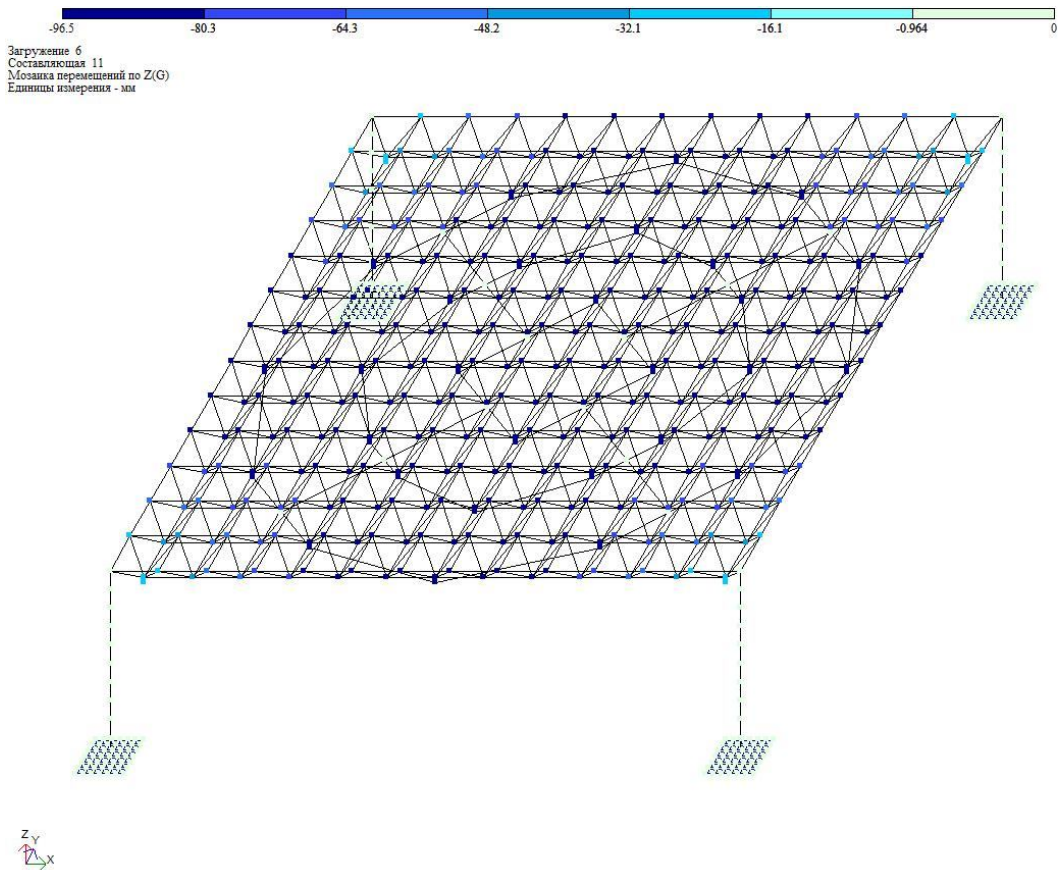 -96.5 -80.3 -64.3 -48.2 -32.1 -16.1 -0.964 0
Загружение 6
Составляющая 11
Мозаика перемещений по Z(G)
Единицы измерения - мм
Z
Y
X